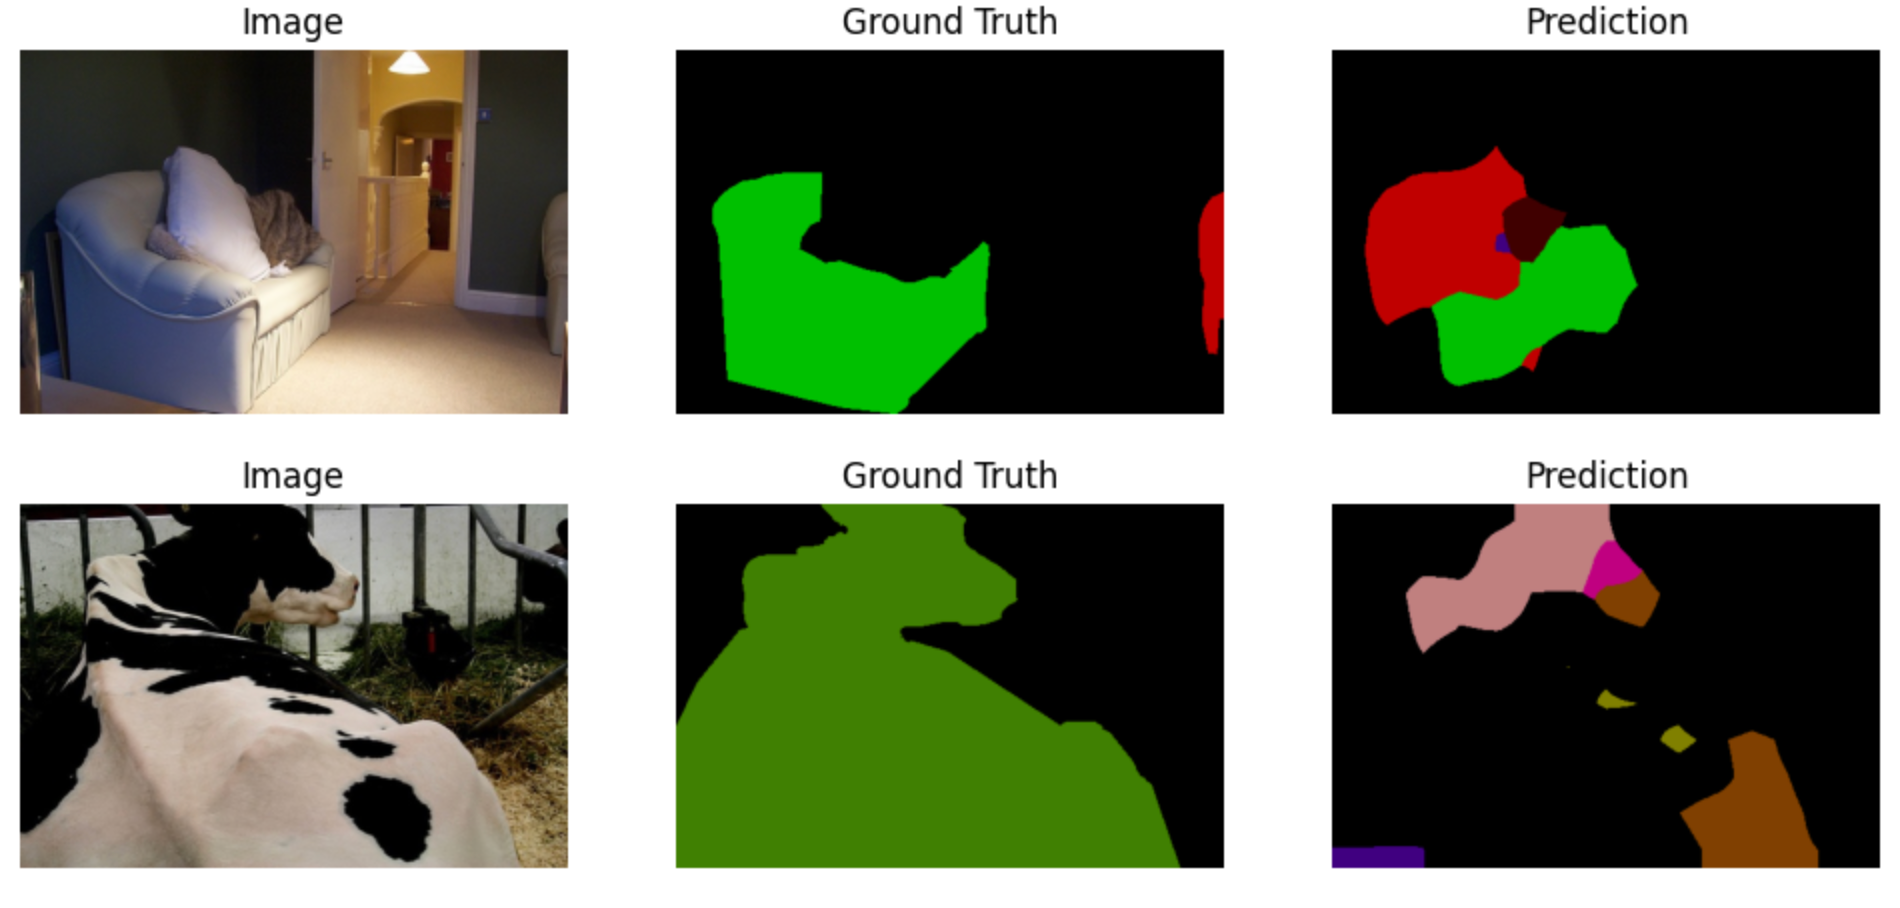 Image
Ground Truth
Prediction
Image
Ground Truth
Prediction